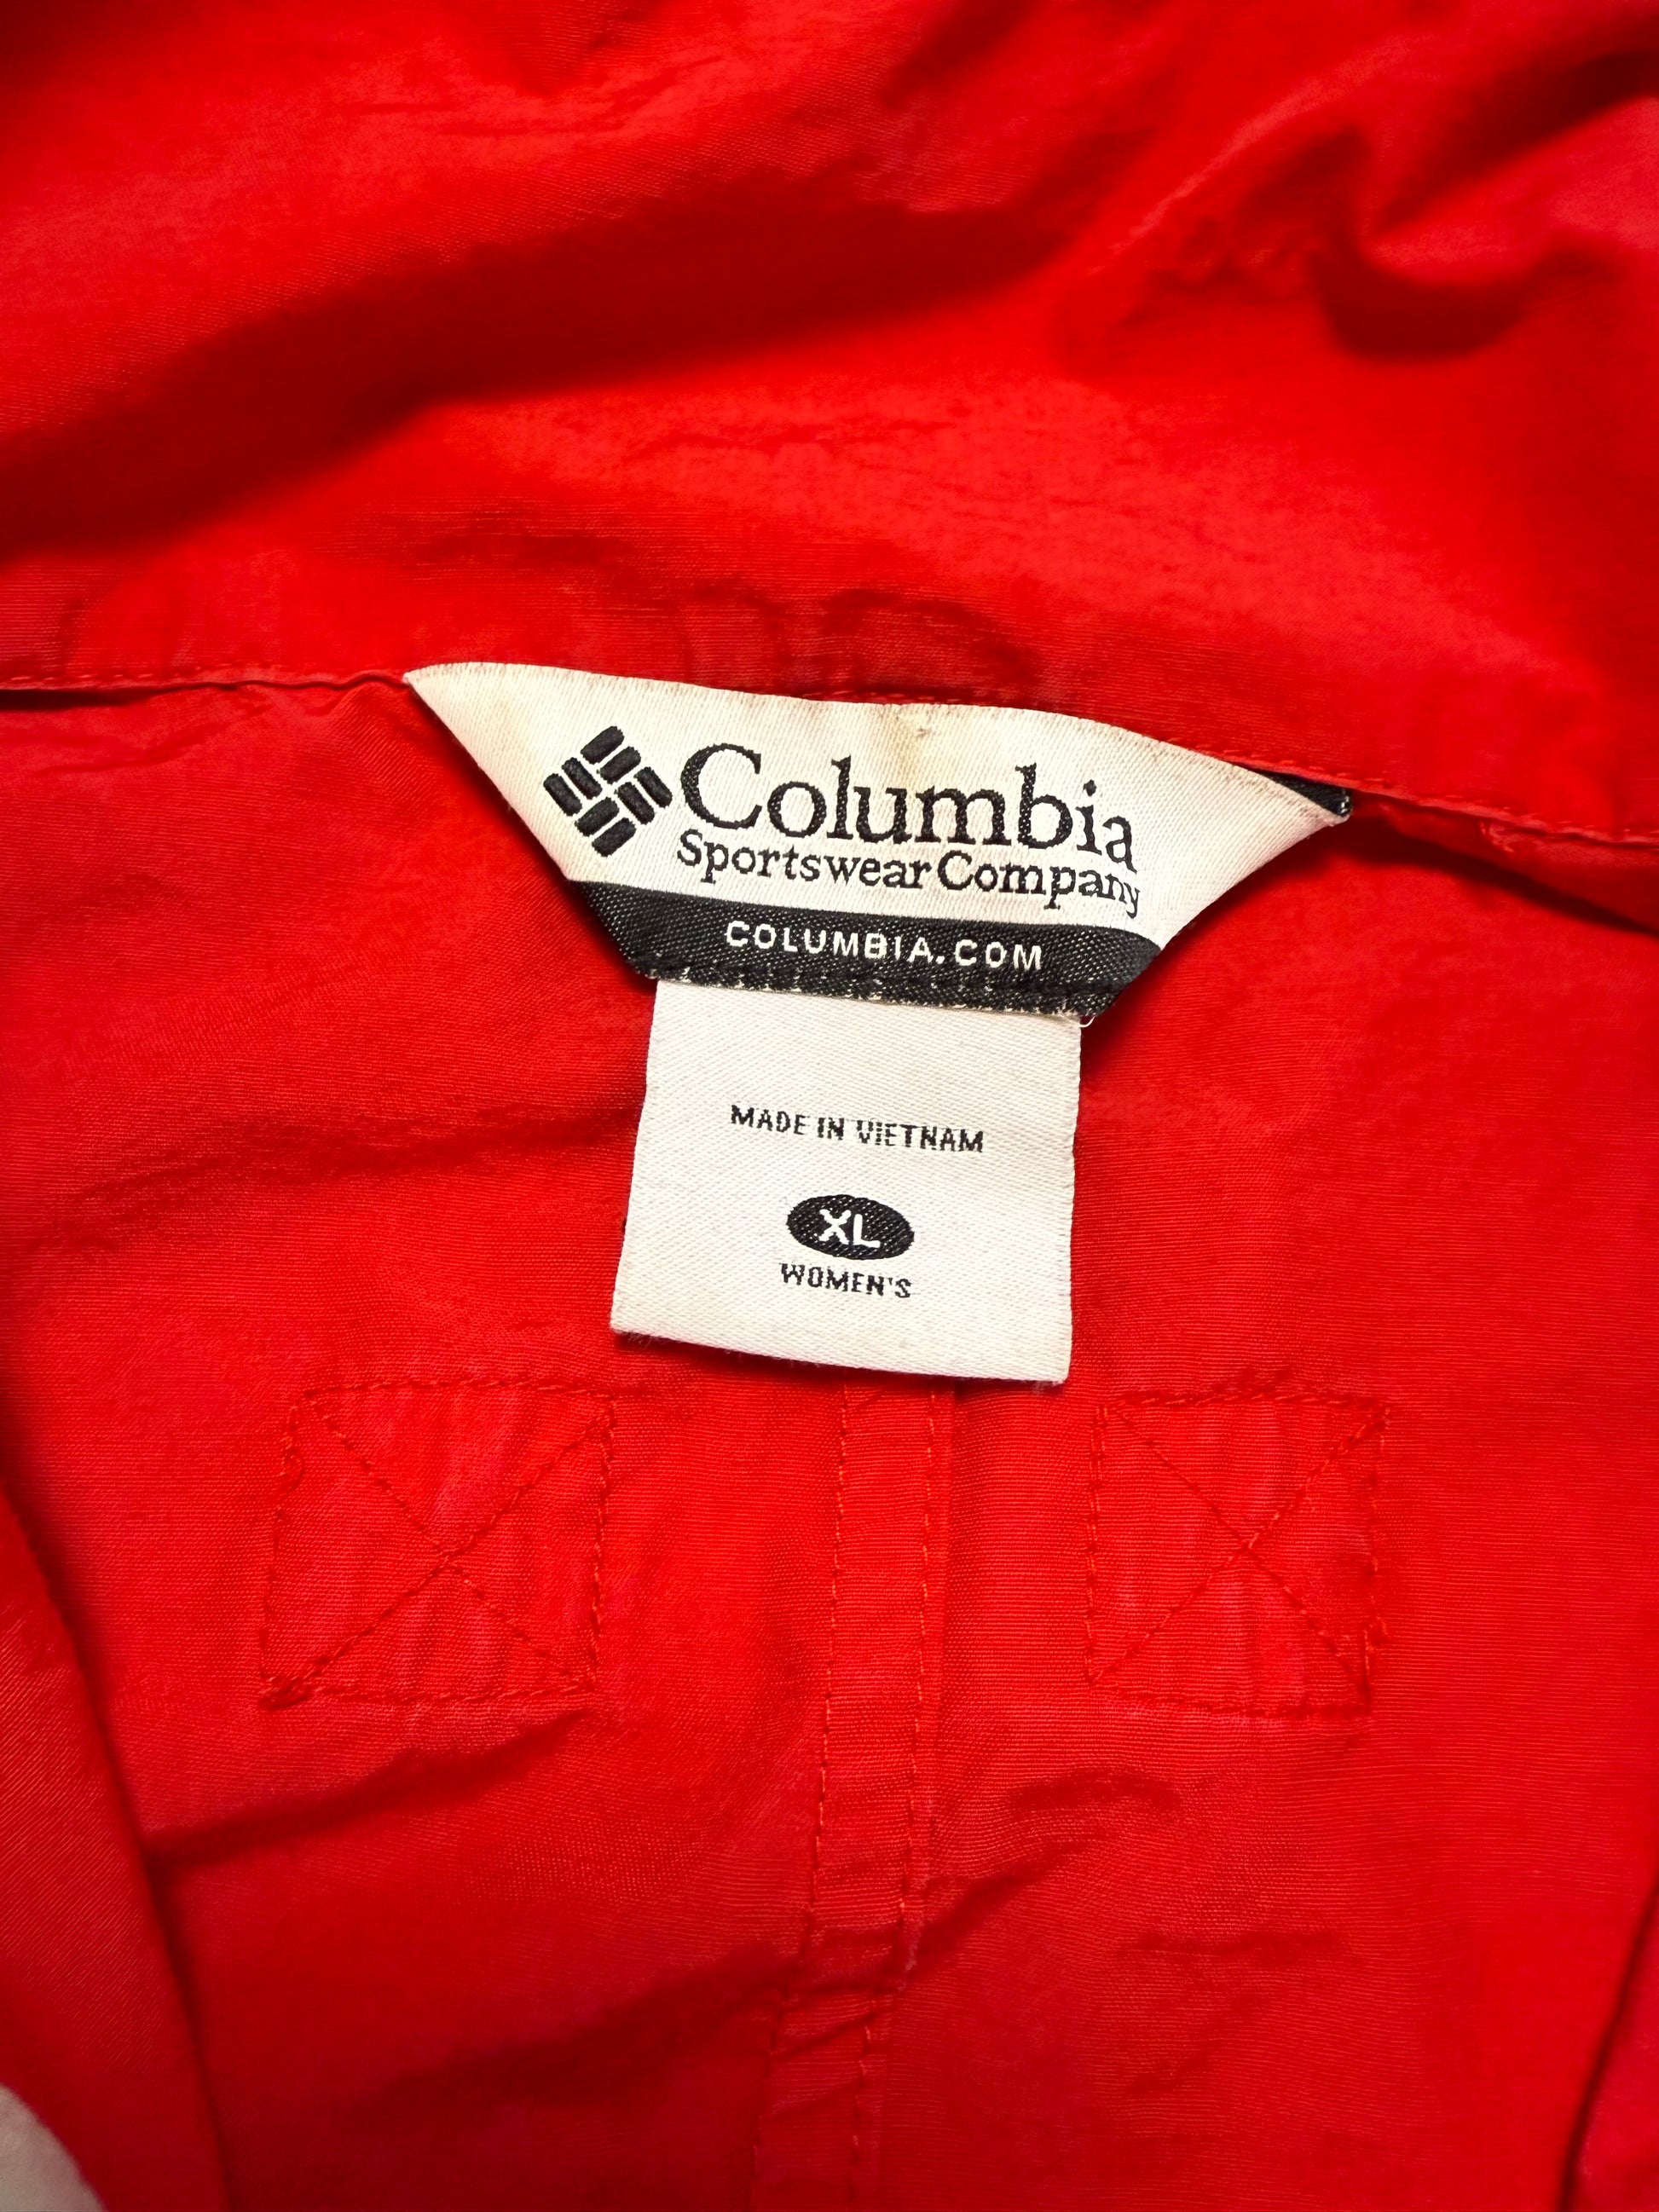 Columbia
Sportswear Company
COLUMBIA.COM
MADE IN VIETNAM
XL
WOMEN'S